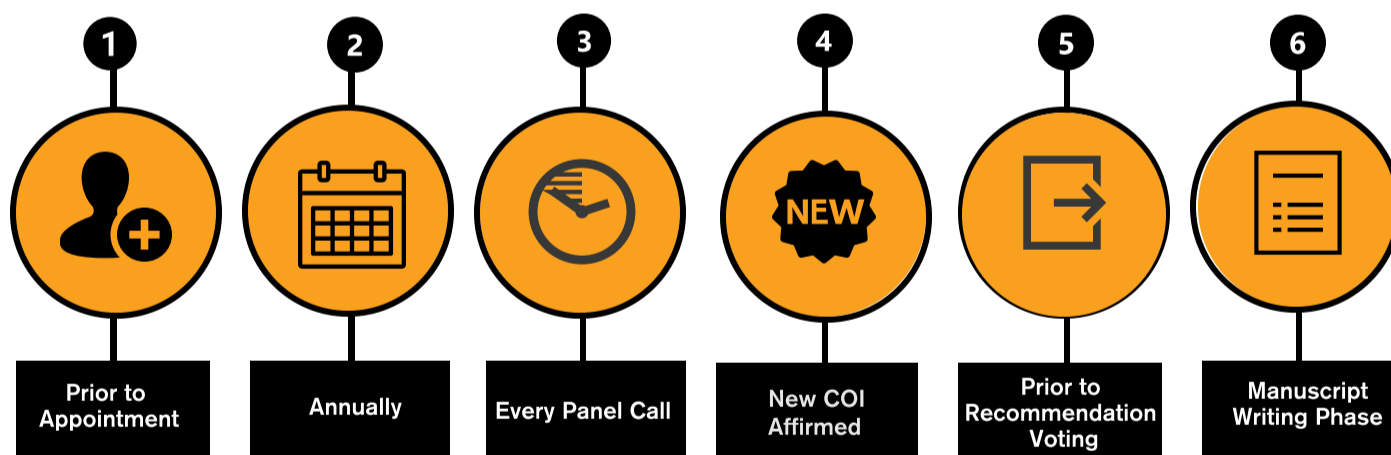 1
2
3
4
5
6
NEW
Prior to
Appointment
Annually
Every Panel Call
New COI
Affirmed
Prior to
Recommendation
Voting
Manuscript
Writing Phase